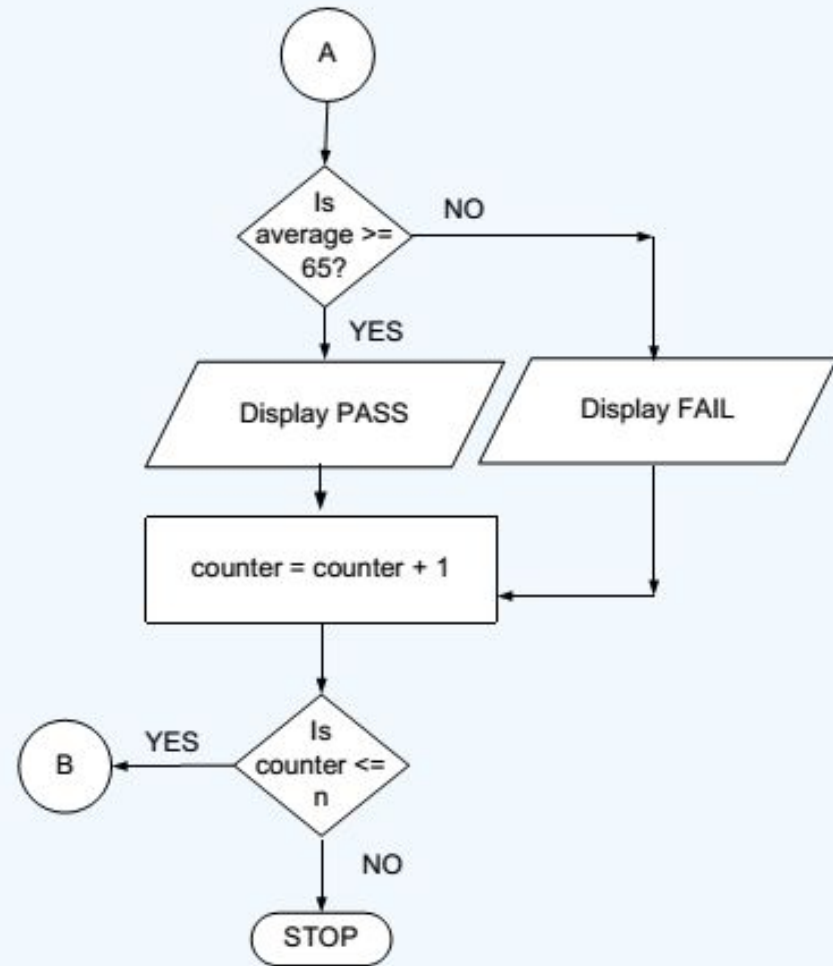 A
Is
average >=
65?
NO
YES
Display PASS
Display FAIL
counter = counter + 1
Is
counter <=
n
YES
B
NO
STOP